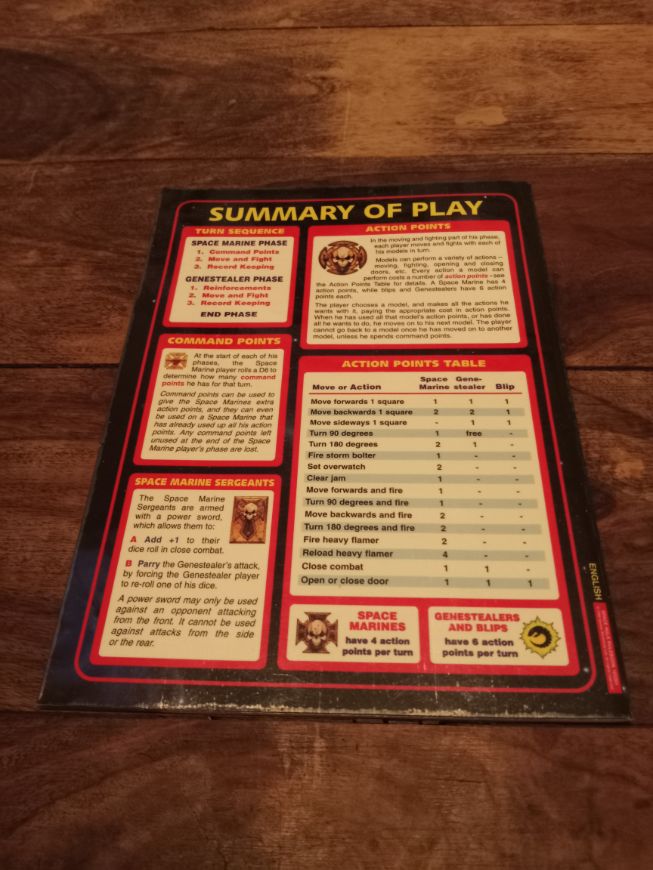 SUMMARY OF PLAY
TURN SEQUENCE
SPACE MARINE PHASE
1. Command Points
2. Move and Fight
3. Record Keeping
GENESTEALER PHASE
1. Reinforcements
2. Move and Fight
3. Record Keeping
END PHASE
COMMAND POINTS
At the start of each of his
phases, the Space
Marine player rolls a D6 to
determine how many command
points he has for that turn.
Command points can be used to
give the Space Marines extra
action points, and they can even
be used on a Space Marine that
has already used up all his action
points. Any command points left
unused at the end of the Space
Marine player's phase are lost.
SPACE MARINE SERGEANTS
The Space Marine
Sergeants are armed
with a power sword,
which allows them to:
A Add +1 to their
dice roll in close combat.
B Parry the Genestealer's attack,
by forcing the Genestealer player
to re-roll one of his dice.
A power sword may only be used
against an opponent attacking
from the front. It cannot be used
against attacks from the side
or the rear.
ACTION POINTS
In the moving and fighting part of his phase,
each player moves and fights with each of
his models in turn.
Models can perform a variety of actions –
moving, fighting, opening and closing
doors, etc. Every action a model can
perform costs a number of action points - see
the Action Points Table for details. A Space Marine has 4
action points, while blips and Genestealers have 6 action
points each.
The player chooses a model, and makes all the actions he
wants with it, paying the appropriate cost in action points.
When he has used all that model's action points, or has done
all he wants to do, he moves on to his next model. The player
cannot go back to a model once he has moved on to another
model, unless he spends command points.
ACTION POINTS TABLE
Move or Action Space Marine Gene-stealer Blip
Move forwards 1 square 1 1 1
Move backwards 1 square 2 2 1
Move sideways 1 square - 1 1
Turn 90 degrees 1 free -
Turn 180 degrees 2 1 -
Fire storm bolter 1 - -
Set overwatch 2 - -
Clear jam 1 - -
Move forwards and fire 1 - -
Turn 90 degrees and fire 1 - -
Move backwards and fire 2 - -
Turn 180 degrees and fire 2 - -
Fire heavy flamer 2 - -
Reload heavy flamer 4 - -
Close combat 1 1 -
Open or close door 1 1 1
SPACE
MARINES
have 4 action
points per turn
GENESTEALERS
AND BLIPS
have 6 action
points per turn
ENGLISH